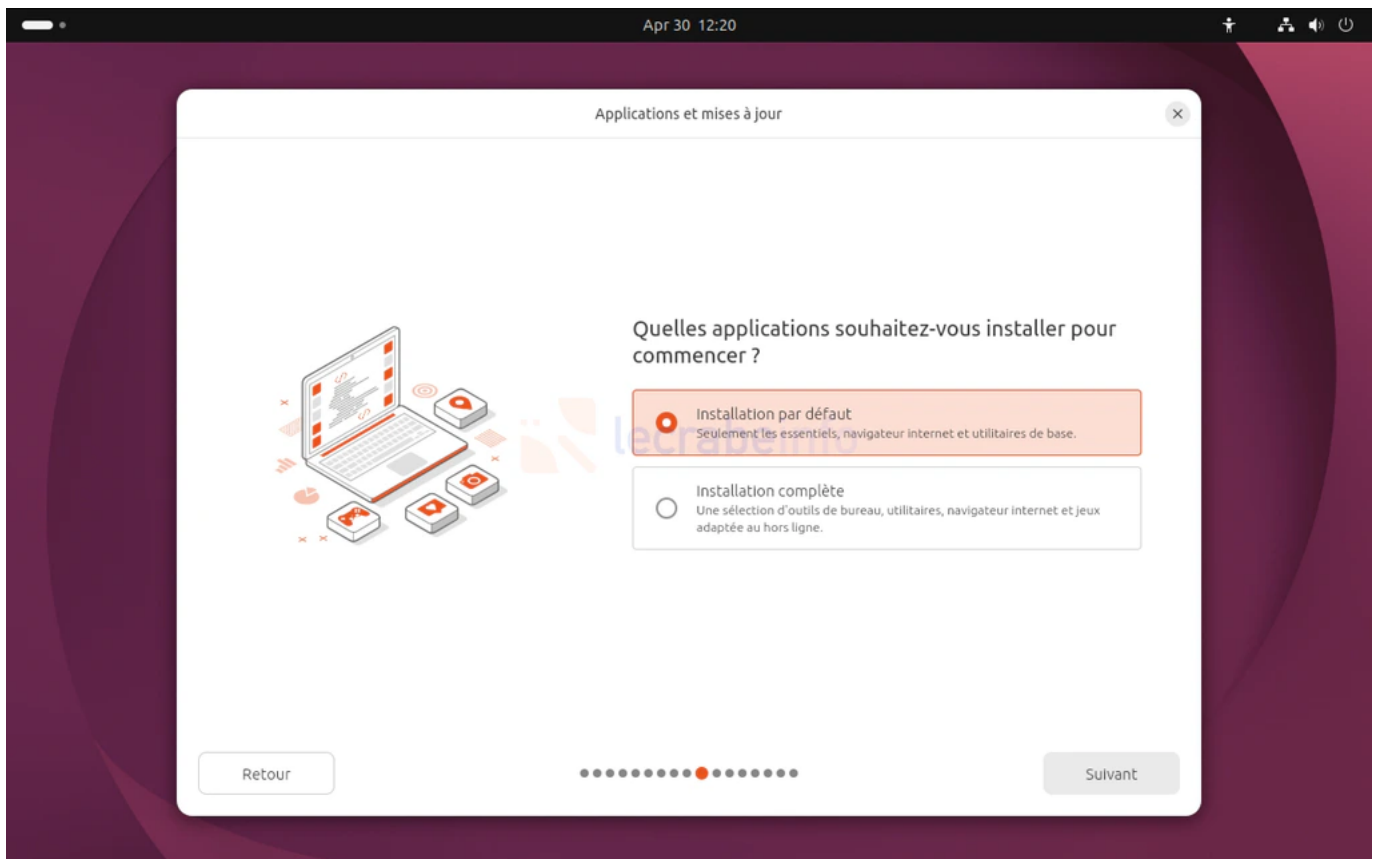 Apr 30 12:20
Applications et mises à jour
Quelles applications souhaitez-vous installer pour
commencer ?
Installation par défaut
Seulement les essentiels, navigateur internet et utilitaires de base.
lecrabeinfo
Installation complète
Une sélection d'outils de bureau, utilitaires, navigateur internet et jeux
adaptée au hors ligne.
Retour
Suivant